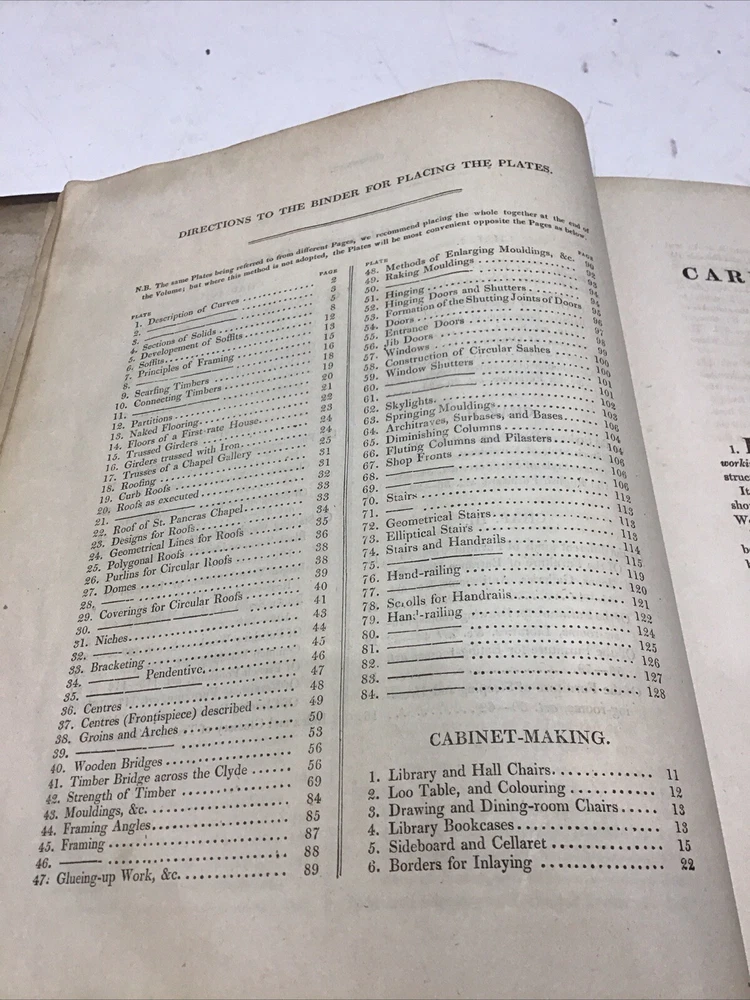 DIRECTIONS TO THE BINDER FOR PLACING THE PLATES.
N.B. The same Plates being referred to from different Pages, we recommend placing the whole together at the end of
the Volume; but where this method is not adopted, the Plates will be most convenient opposite the Pages as below.
PLATE PAGE
1. Description of Curves 2
2. ——— 3
3. ——— 5
4. Sections of Solids 8
5. Developement of Soffits 12
6. Soffits 13
7. Principles of Framing 15
8. ——— 16
9. Scarfing Timbers 18
10. Connecting Timbers 19
11. ——— 20
12. Partitions 21
13. Naked Flooring 22
14. Floors of a First-rate House 23
15. Trussed Girders 24
16. Girders trussed with Iron 24
17. Trusses of a Chapel Gallery 25
18. Roofing 31
19. Curb Roofs 31
20. Roofs as executed 32
21. ——— 33
22. Roof of St. Pancras Chapel 33
23. Designs for Roofs 34
24. Geometrical Lines for Roofs 35
25. Polygonal Roofs 36
26. Purlins for Circular Roofs 38
27. Domes 38
28. ——— 39
29. Coverings for Circular Roofs 40
30. ——— 41
31. Niches 43
32. ——— 44
33. Bracketing 45
34. ——— Pendentive 46
35. ——— 47
36. Centres 48
37. Centres (Frontispiece) described 49
38. Groins and Arches 50
39. ——— 53
40. Wooden Bridges 56
41. Timber Bridge across the Clyde 56
42. Strength of Timber 69
43. Mouldings, &c. 84
44. Framing Angles 85
45. Framing 87
46. ——— 88
47. Glueing-up Work, &c. 89
PLATE PAGE
48. Methods of Enlarging Mouldings, &c. 90
49. Raking Mouldings 92
50. ——— 93
51. Hinging 94
52. Hinging Doors and Shutters 94
53. Formation of the Shutting Joints of Doors 95
54. Doors 96
55. Entrance Doors 97
56. Jib Doors 98
57. Windows 99
58. Construction of Circular Sashes 100
59. Window Shutters 100
60. ——— 101
61. ——— 101
62. Skylights 102
63. Springing Mouldings 103
64. Architraves, Surbases, and Bases 106
65. Diminishing Columns 104
66. Fluting Columns and Pilasters 104
67. Shop Fronts 106
68. ——— 106
69. ——— 106
70. Stairs 112
71. ——— 113
72. Geometrical Stairs 113
73. Elliptical Stairs 113
74. Stairs and Handrails 114
75. ——— 115
76. Hand-railing 119
77. ——— 120
78. Scrolls for Handrails 121
79. Hand-railing 122
80. ——— 124
81. ——— 125
82. ——— 126
83. ——— 127
84. ——— 128
CABINET-MAKING.
1. Library and Hall Chairs 11
2. Loo Table, and Colouring 12
3. Drawing and Dining-room Chairs 13
4. Library Bookcases 13
5. Sideboard and Cellaret 15
6. Borders for Inlaying 22
CAR
1.
worki
struc
It
sho